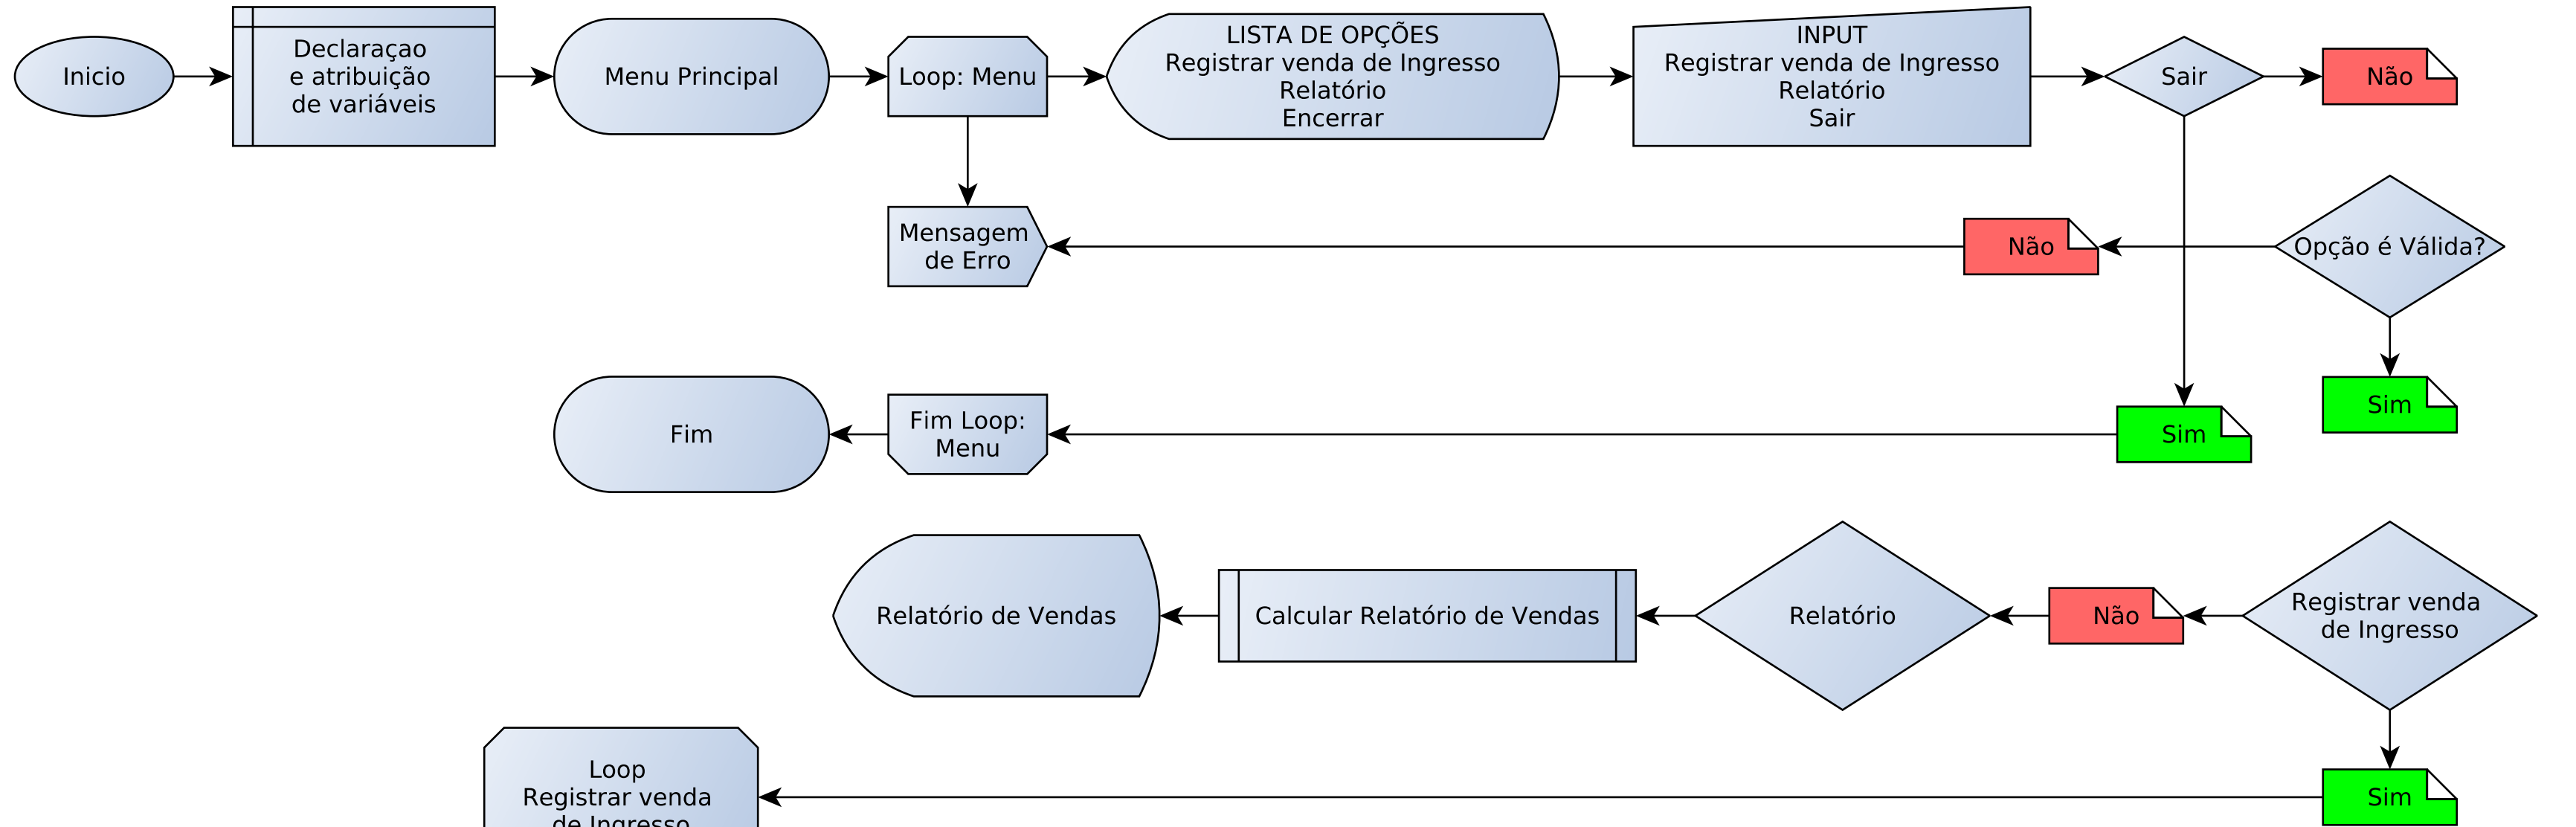 Inicio
Declaraçao
e atribuição
de variáveis
Menu Principal
Loop: Menu
LISTA DE OPÇÕES
Registrar venda de Ingresso
Relatório
Encerrar
INPUT
Registrar venda de Ingresso
Relatório
Sair
Sair
Não
Mensagem
de Erro
Não
Opção é Válida?
Sim
Fim
Fim Loop:
Menu
Sim
Relatório de Vendas
Calcular Relatório de Vendas
Relatório
Não
Registrar venda
de Ingresso
Loop
Registrar venda
de Ingresso
Sim